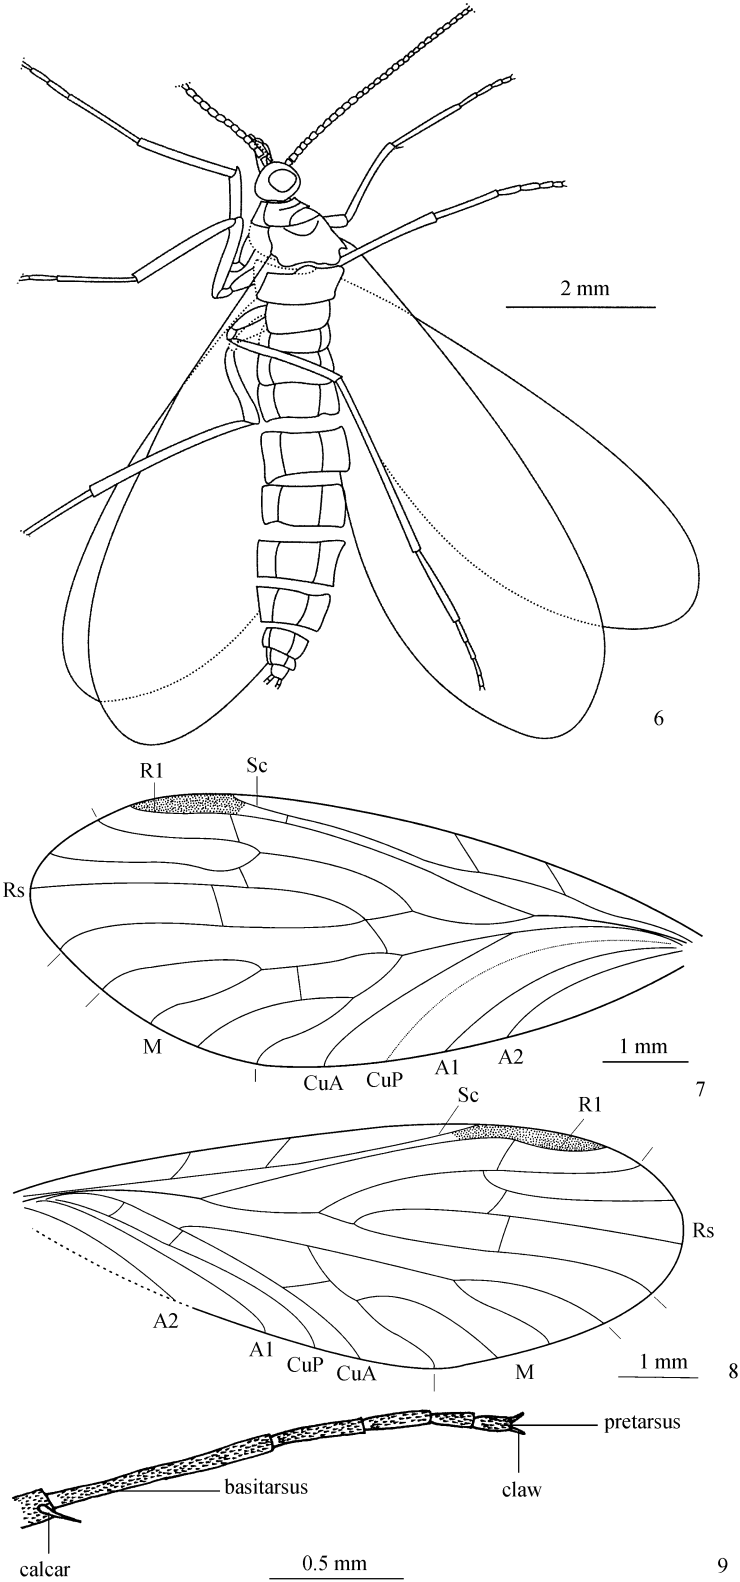 2 mm
6
R1
Sc
Rs
M
CuA
CuP
A1
A2
1 mm
7
Sc
R1
Rs
A2
A1
CuP
CuA
M
1 mm
8
pretarsus
claw
basitarsus
calcar
0.5 mm
9